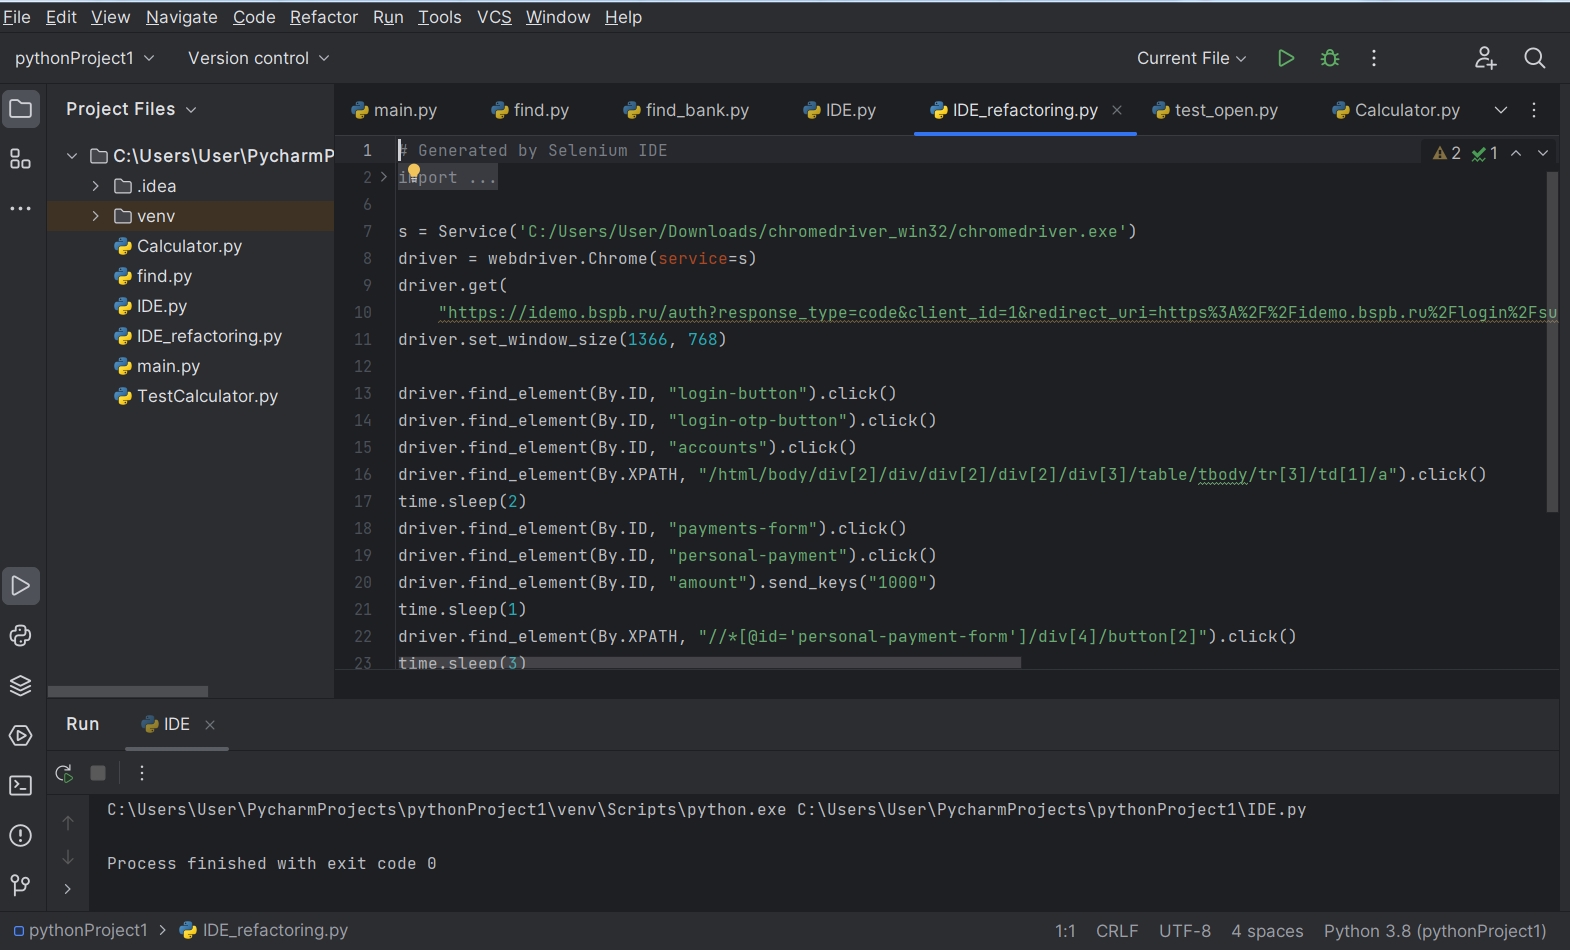 File Edit View Navigate Code Refactor Run Tools VCS Window Help
pythonProject1 Version control Current File
Project Files
main.py find.py find_bank.py IDE.py IDE_refactoring.py test_open.py Calculator.py
C:\Users\User\PycharmP
.idea
venv
Calculator.py
find.py
IDE.py
IDE_refactoring.py
main.py
TestCalculator.py
2 1
1 # Generated by Selenium IDE
2 import ...
6
7 s = Service('C:/Users/User/Downloads/chromedriver_win32/chromedriver.exe')
8 driver = webdriver.Chrome(service=s)
9 driver.get(
10 "https://idemo.bspb.ru/auth?response_type=code&client_id=1&redirect_uri=https%3A%2F%2Fidemo.bspb.ru%2Flogin%2Fsu
11 driver.set_window_size(1366, 768)
12
13 driver.find_element(By.ID, "login-button").click()
14 driver.find_element(By.ID, "login-otp-button").click()
15 driver.find_element(By.ID, "accounts").click()
16 driver.find_element(By.XPATH, "/html/body/div[2]/div/div[2]/div[2]/div[3]/table/tbody/tr[3]/td[1]/a").click()
17 time.sleep(2)
18 driver.find_element(By.ID, "payments-form").click()
19 driver.find_element(By.ID, "personal-payment").click()
20 driver.find_element(By.ID, "amount").send_keys("1000")
21 time.sleep(1)
22 driver.find_element(By.XPATH, "//*[@id='personal-payment-form']/div[4]/button[2]").click()
23 time.sleep(3)
Run IDE
C:\Users\User\PycharmProjects\pythonProject1\venv\Scripts\python.exe C:\Users\User\PycharmProjects\pythonProject1\IDE.py
Process finished with exit code 0
pythonProject1 > IDE_refactoring.py 1:1 CRLF UTF-8 4 spaces Python 3.8 (pythonProject1)